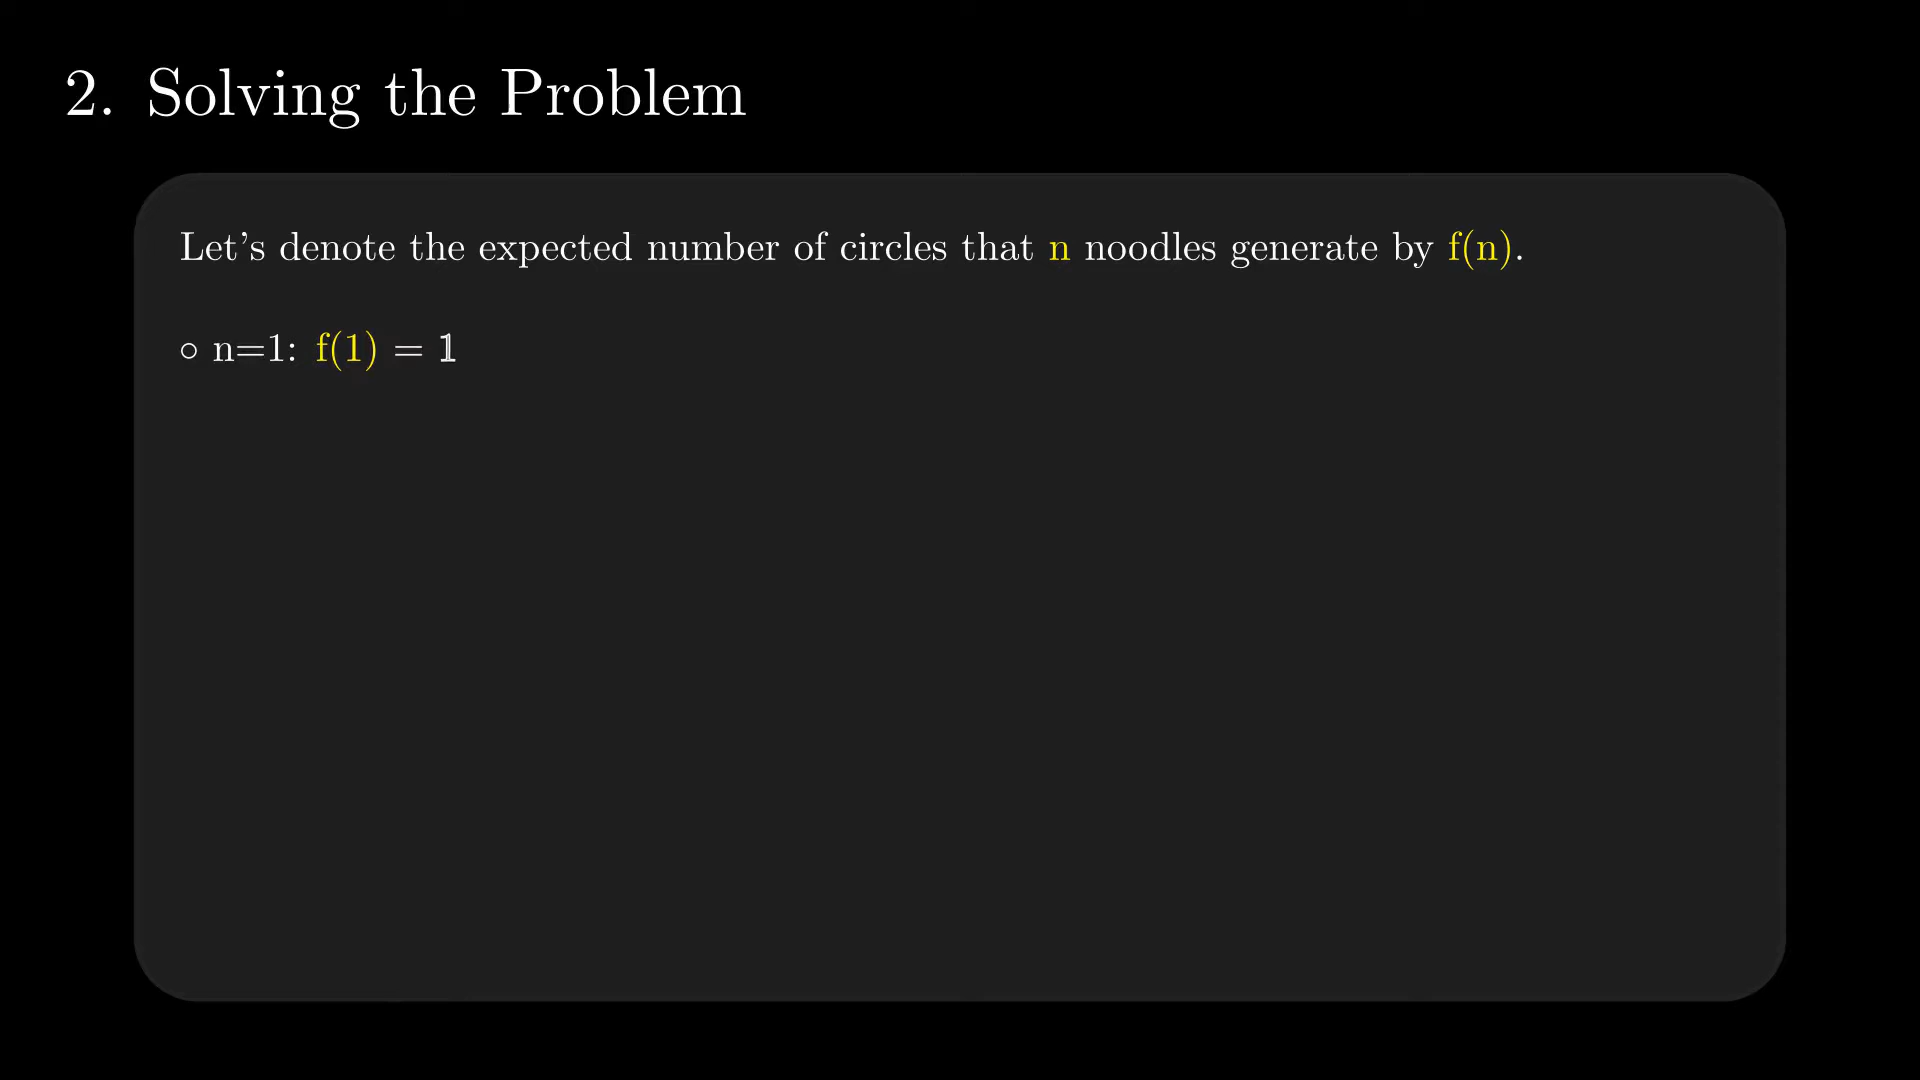 2. Solving the Problem
Let's denote the expected number of circles that n noodles generate by f(n).
○ n=1: f(1) = 1